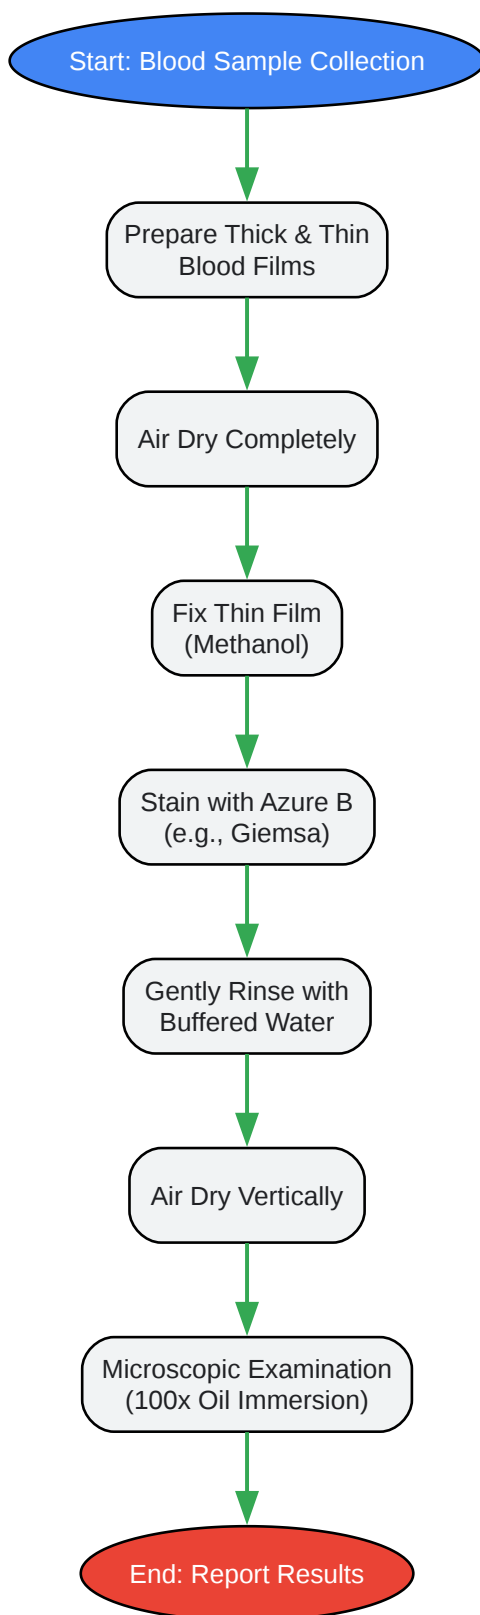 Start: Blood Sample Collection
Prepare Thick & Thin
Blood Films
Air Dry Completely
Fix Thin Film
(Methanol)
Stain with Azure B
(e.g., Giemsa)
Gently Rinse with
Buffered Water
Air Dry Vertically
Microscopic Examination
(100x Oil Immersion)
End: Report Results